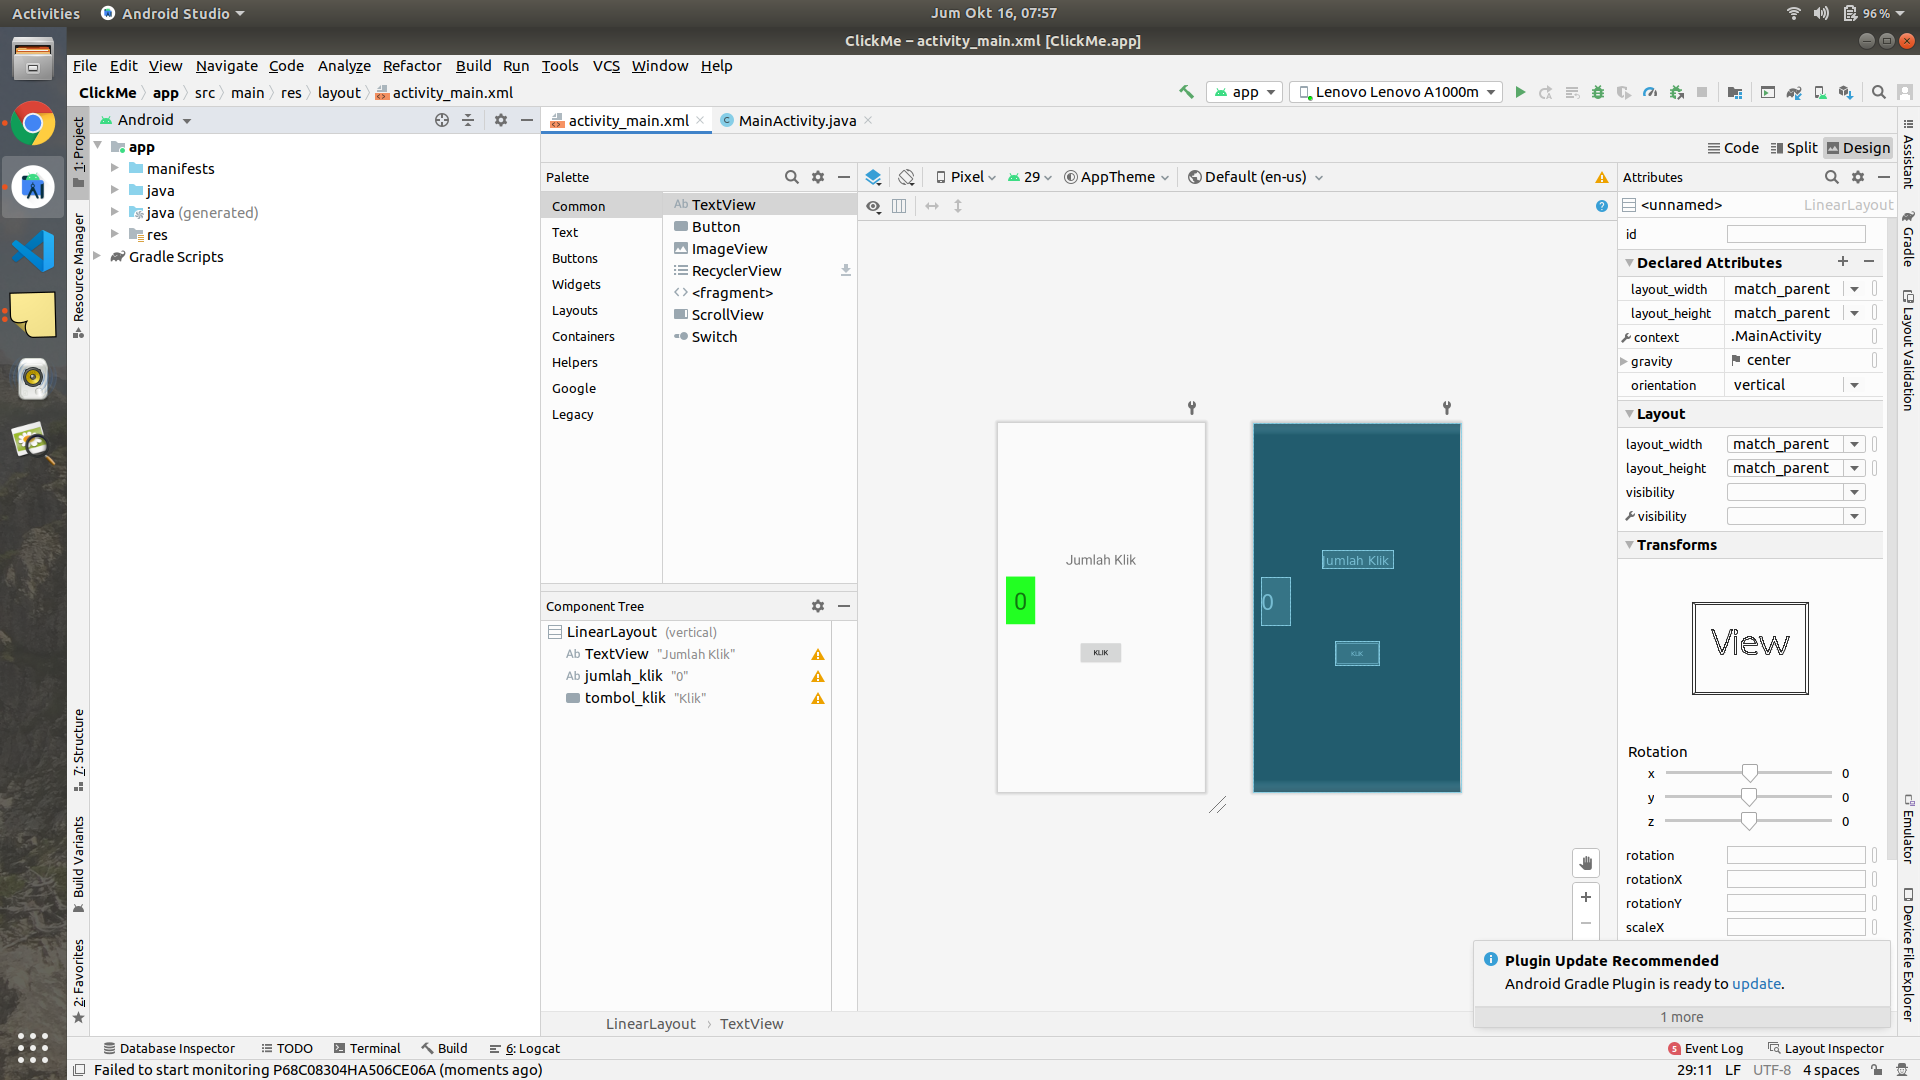 Activities
Android Studio
Jum Okt 16, 07:57
96 %
ClickMe – activity_main.xml [ClickMe.app]
File Edit View Navigate Code Analyze Refactor Build Run Tools VCS Window Help
ClickMe app src main res layout activity_main.xml
app
Lenovo Lenovo A1000m
Android
activity_main.xml
MainActivity.java
1: Project
Resource Manager
7: Structure
Build Variants
2: Favorites
app
manifests
java
java (generated)
res
Gradle Scripts
Code
Split
Design
Palette
Common
Text
Buttons
Widgets
Layouts
Containers
Helpers
Google
Legacy
Ab TextView
Button
ImageView
RecyclerView
<fragment>
ScrollView
Switch
Pixel
29
AppTheme
Default (en-us)
Component Tree
LinearLayout (vertical)
Ab TextView "Jumlah Klik"
Ab jumlah_klik "0"
tombol_klik "Klik"
Jumlah Klik
0
KLIK
Jumlah Klik
0
KLIK
LinearLayout › TextView
Attributes
<unnamed> LinearLayout
id
Declared Attributes
layout_width match_parent
layout_height match_parent
context .MainActivity
gravity center
orientation vertical
Layout
layout_width match_parent
layout_height match_parent
visibility
visibility
Transforms
View
Rotation
x 0
y 0
z 0
rotation
rotationX
rotationY
scaleX
Assistant
Gradle
Layout Validation
Emulator
Device File Explorer
Plugin Update Recommended
Android Gradle Plugin is ready to update.
1 more
Database Inspector
TODO
Terminal
Build
6: Logcat
5 Event Log
Layout Inspector
Failed to start monitoring P68C08304HA506CE06A (moments ago)
29:11 LF UTF-8 4 spaces